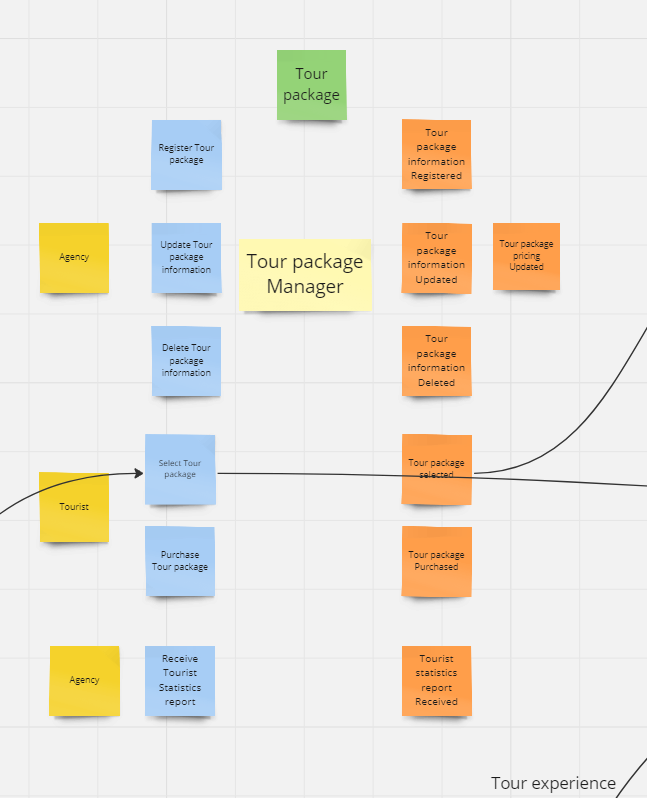 Tour
package
Register Tour
package
Tour
package
information
Registered
Agency
Update Tour
package
information
Tour package
Manager
Tour
package
information
Updated
Tour package
pricing
Updated
Delete Tour
package
information
Tour
package
information
Deleted
Tourist
Select Tour
package
Tour package
selected
Purchase
Tour package
Tour package
Purchased
Agency
Receive
Tourist
Statistics
report
Tourist
statistics
report
Received
Tour experience